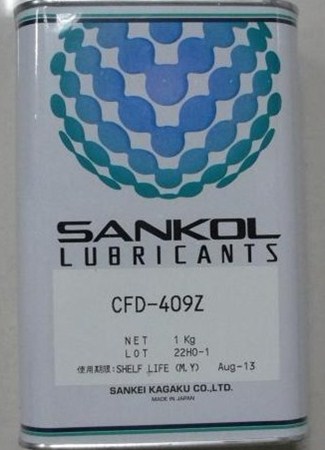 SANKOL
LUBRICANTS
CFD-409Z
NET 1 Kg
LOT 22HO-1
使用期限:SHELF LIFE (M.Y) Aug-13
SANKEI KAGAKU CO.,LTD.
MADE IN JAPAN